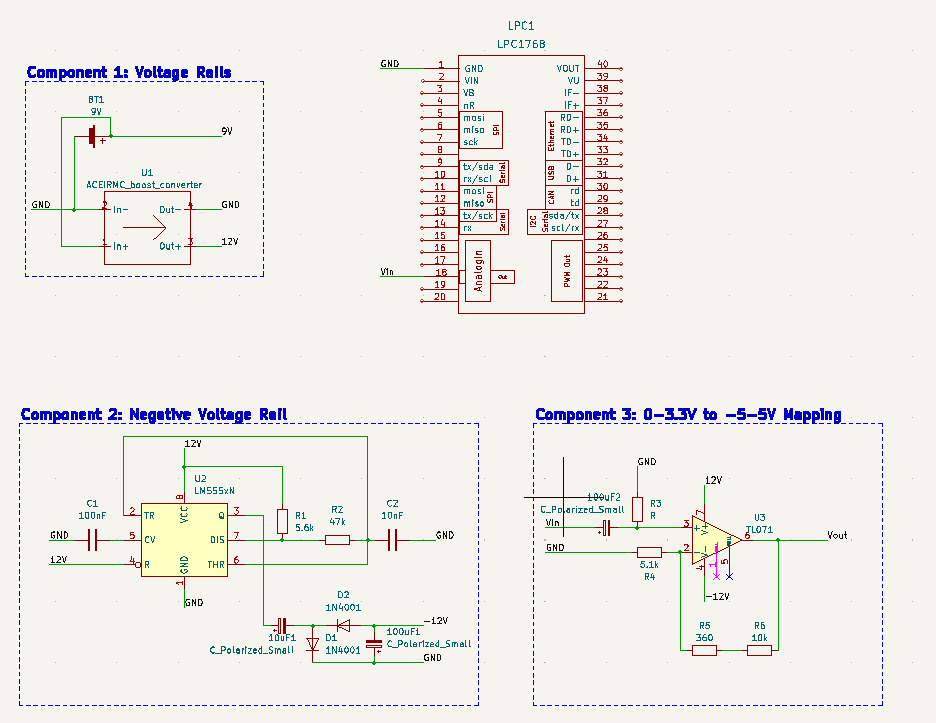 LPC1
LPC176B
Component 1: Voltage Rails
BT1
9V
+
9V
U1
ACEIRMC_boost_converter
GND
2 In- Out- 4
GND
1 In+ Out+ 3
12V
GND
1 GND VOUT 40
2 VIN VU 39
3 VB IF- 38
4 nR IF+ 37
5 mosi RD- 36
6 miso SPI Ethernet RD+ 35
7 sck TD- 34
8 TD+ 33
9 tx/sda D- 32
10 rx/scl Serial USB D+ 31
11 mosi rd 30
12 miso SPI CAN td 29
13 tx/sck sda/tx 28
14 rx Serial I2C Serial scl/rx 27
15 26
16 25
17 24
Vin
18 AnalogIn PWM Out 23
19 22
20 21
Component 2: Negative Voltage Rail
12V
U2
LM555xN
C1
100nF
GND
12V
2 TR
5 CV
4 R
8 VCC
1 GND
Q 3
DIS 7
THR 6
GND
R1
5.6k
R2
47k
C2
10nF
GND
10uF1
C_Polarized_Small
D1
1N4001
D2
1N4001
-12V
100uF1
C_Polarized_Small
GND
Component 3: 0-3.3V to -5-5V Mapping
GND
100uF2
C_Polarized_Small
Vin
R3
R
GND
5.1k
R4
12V
U3
TL071
3 +
2 -
7 V+
4 V-
1
5
6
Vout
-12V
R5
360
R6
10k